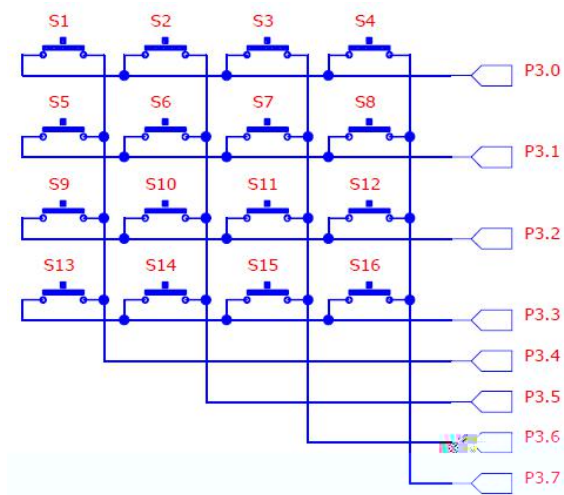 S1 S2 S3 S4
P3.0
S5 S6 S7 S8
P3.1
S9 S10 S11 S12
P3.2
S13 S14 S15 S16
P3.3
P3.4
P3.5
P3.6
P3.7